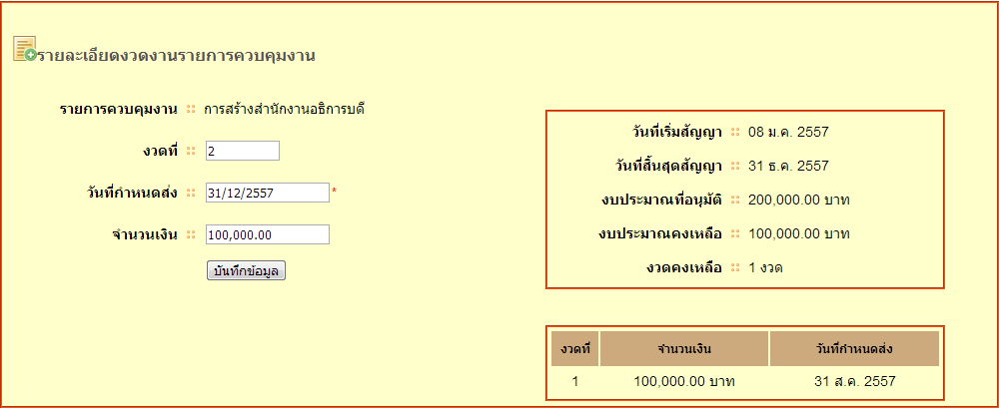 รายละเอียดงวดงานรายการควบคุมงาน
รายการควบคุมงาน :: การสร้างสำนักงานอธิการบดี
งวดที่ :: 2
วันที่กำหนดส่ง :: 31/12/2557 *
จำนวนเงิน :: 100,000.00
บันทึกข้อมูล
วันที่เริ่มสัญญา :: 08 ม.ค. 2557
วันที่สิ้นสุดสัญญา :: 31 ธ.ค. 2557
งบประมาณที่อนุมัติ :: 200,000.00 บาท
งบประมาณคงเหลือ :: 100,000.00 บาท
งวดคงเหลือ :: 1 งวด
งวดที่ จำนวนเงิน วันที่กำหนดส่ง
1 100,000.00 บาท 31 ส.ค. 2557